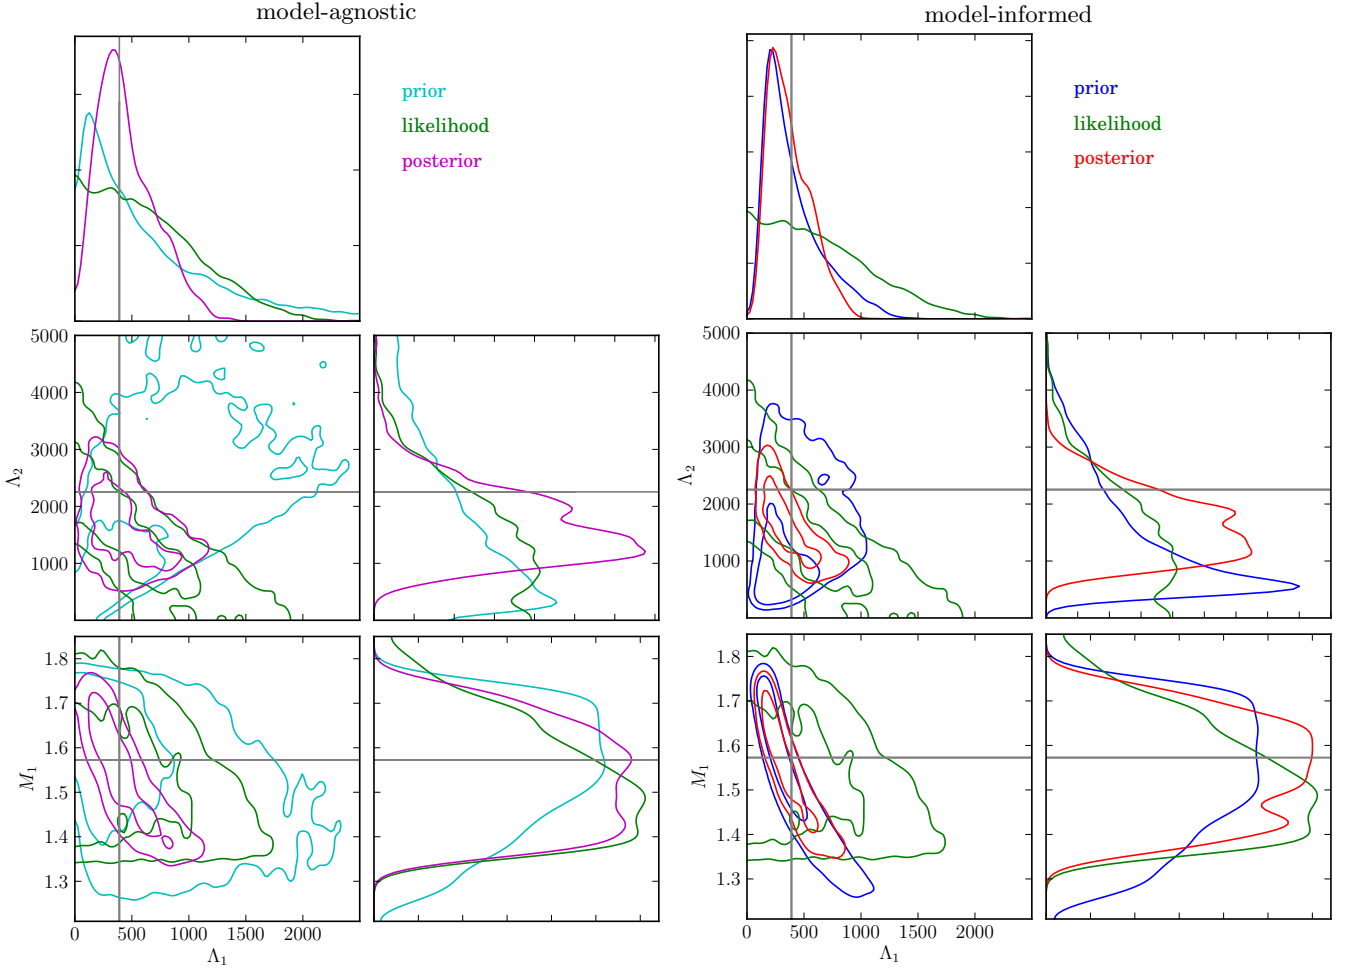 model-agnostic
model-informed
prior
likelihood
posterior
prior
likelihood
posterior
5000
4000
3000
2000
1000
Λ₂
5000
4000
3000
2000
1000
Λ₂
1.8
1.7
1.6
1.5
1.4
1.3
M₁
0 500 1000 1500 2000
Λ₁
1.8
1.7
1.6
1.5
1.4
1.3
M₁
0 500 1000 1500 2000
Λ₁